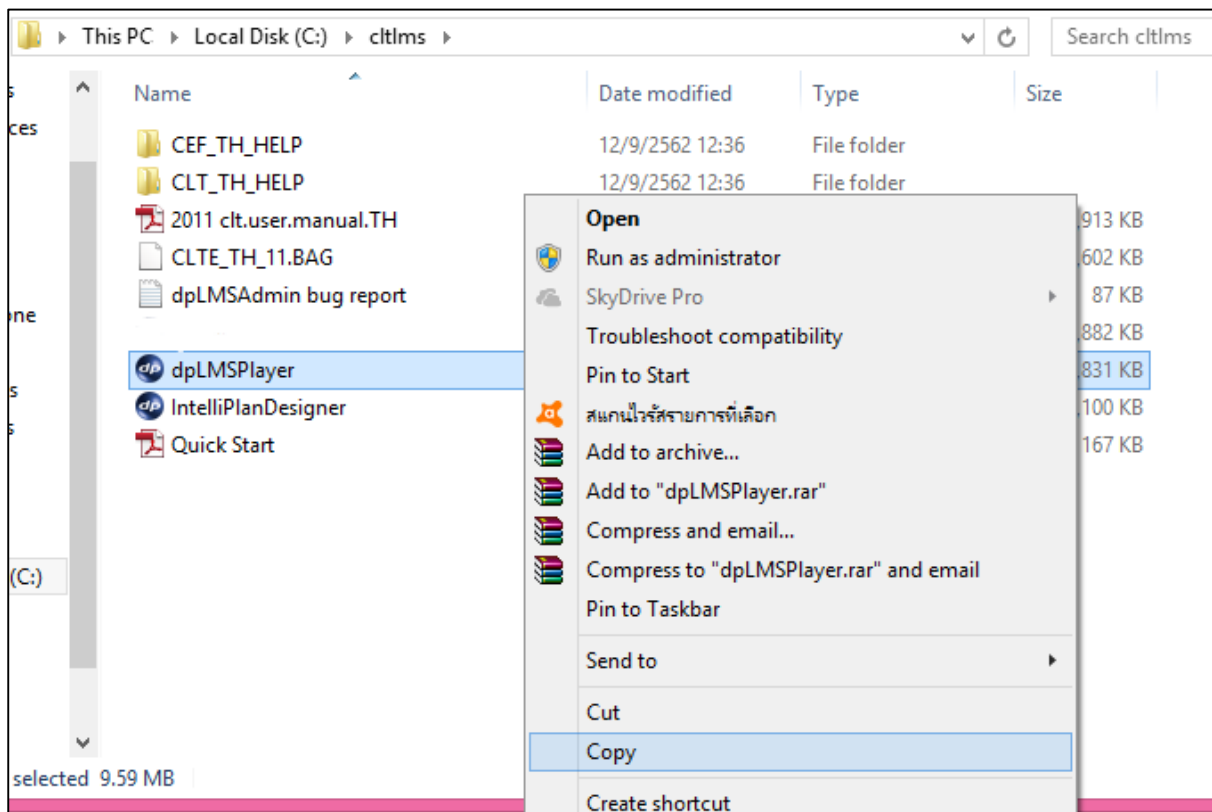 This PC Local Disk (C:) cltlms Search cltlms
Name Date modified Type Size
ces
CEF_TH_HELP 12/9/2562 12:36 File folder
CLT_TH_HELP 12/9/2562 12:36 File folder
2011 clt.user.manual.TH ,913 KB
CLTE_TH_11.BAG ,602 KB
dpLMSAdmin bug report 87 KB
one
,882 KB
dpLMSPlayer ,831 KB
s
IntelliPlanDesigner ,100 KB
Quick Start 167 KB
(C:)
selected 9.59 MB
Open
Run as administrator
SkyDrive Pro
Troubleshoot compatibility
Pin to Start
สแกนไวรัสรายการที่เลือก
Add to archive...
Add to "dpLMSPlayer.rar"
Compress and email...
Compress to "dpLMSPlayer.rar" and email
Pin to Taskbar
Send to
Cut
Copy
Create shortcut